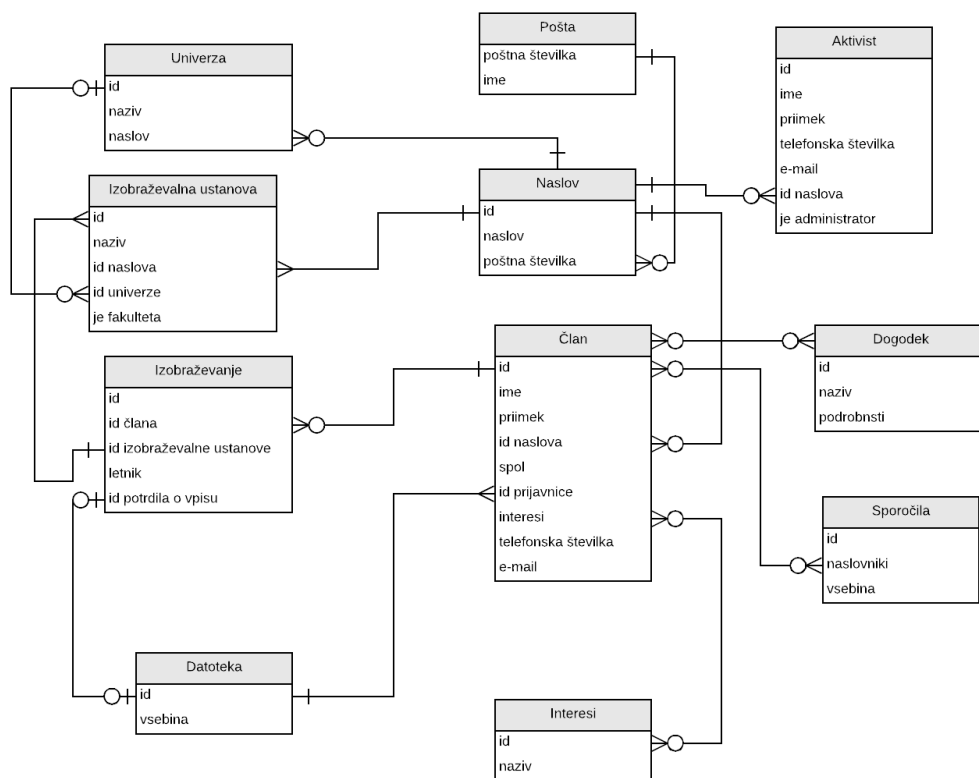 Univerza
id
naziv
naslov
Pošta
poštna številka
ime
Aktivist
id
ime
priimek
telefonska številka
e-mail
id naslova
je administrator
Izobraževalna ustanova
id
naziv
id naslova
id univerze
je fakulteta
Naslov
id
naslov
poštna številka
Izobraževanje
id
id člana
id izobraževalne ustanove
letnik
id potrdila o vpisu
Član
id
ime
priimek
id naslova
spol
id prijavnice
interesi
telefonska številka
e-mail
Dogodek
id
naziv
podrobnsti
Sporočila
id
naslovniki
vsebina
Datoteka
id
vsebina
Interesi
id
naziv